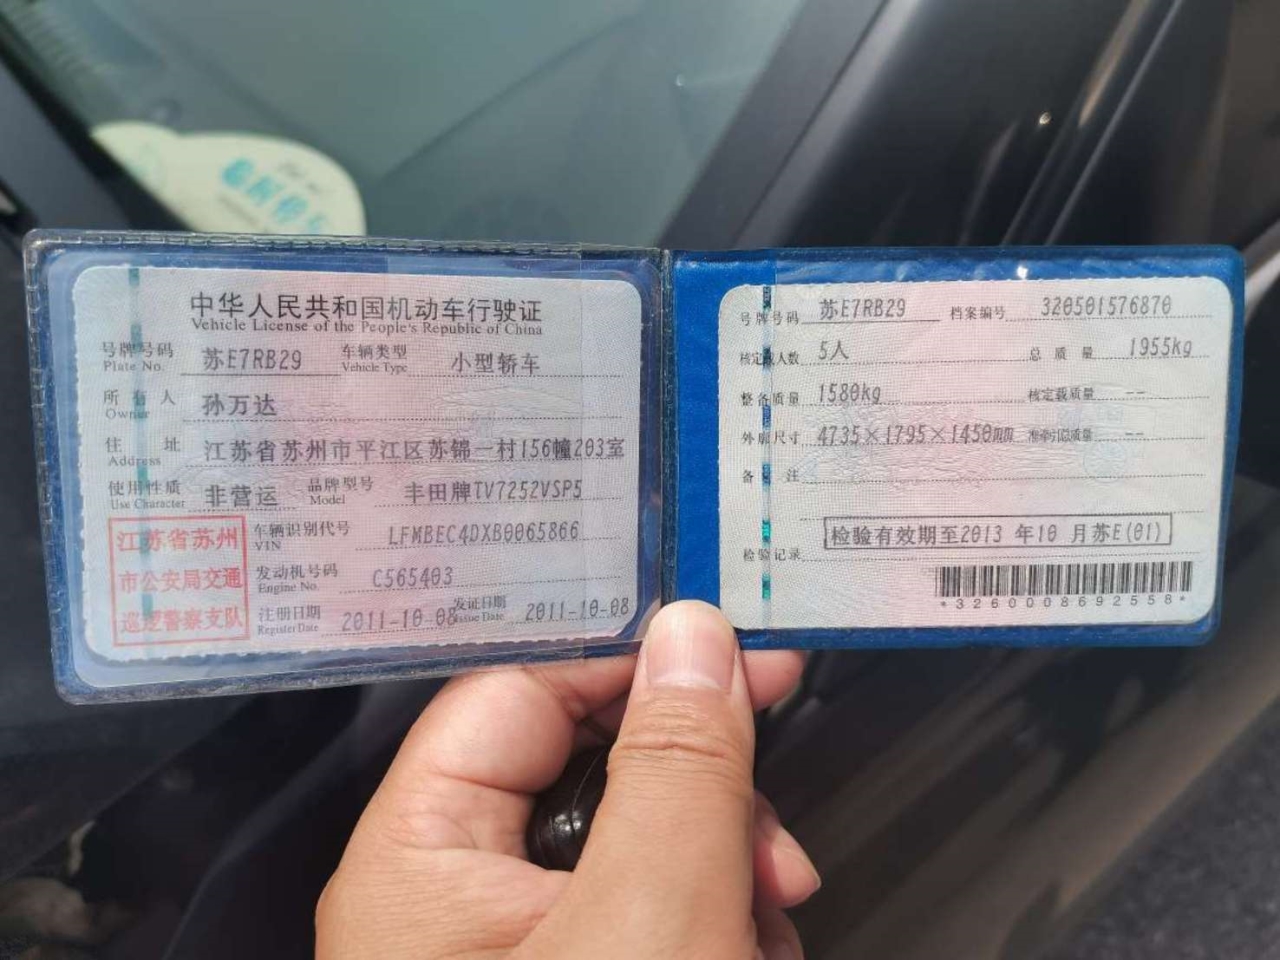 中华人民共和国机动车行驶证
Vehicle License of the People's Republic of China
号牌号码 苏E7RB29 车辆类型 小型轿车
Plate No. Vehicle Type
所有人 孙万达
Owner
住址 江苏省苏州市平江区苏锦一村156幢203室
Address
使用性质 非营运 品牌型号 丰田牌TV7252VSP5
Use Character Model
江苏省苏州
市公安局交通
巡逻警察支队
车辆识别代号 LFMBEC4DXB0065866
VIN
发动机号码 C565403
Engine No.
注册日期 2011-10-08 发证日期 2011-10-08
Register Date Issue Date
号牌号码 苏E7RB29 档案编号 320501576870
核定载人数 5人 总质量 1955kg
整备质量 1580kg 核定载质量 --
外廓尺寸 4735×1795×1450mm 准牵引总质量 --
备注
检验有效期至2013 年10 月苏E(01)
检验记录
*3260008692558*